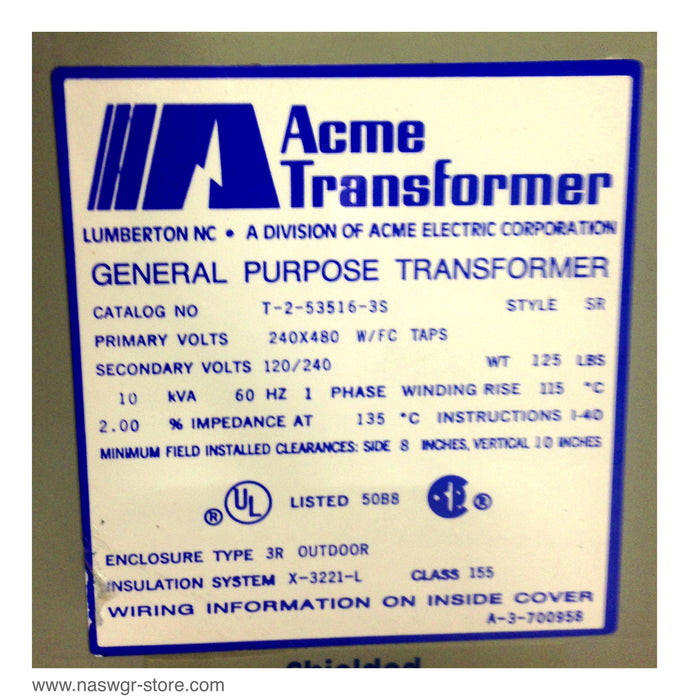 Acme
Transformer
LUMBERTON NC • A DIVISION OF ACME ELECTRIC CORPORATION
GENERAL PURPOSE TRANSFORMER
CATALOG NO T-2-53516-3S STYLE SR
PRIMARY VOLTS 240X480 W/FC TAPS
SECONDARY VOLTS 120/240 WT 125 LBS
10 kVA 60 HZ 1 PHASE WINDING RISE 115 °C
2.00 % IMPEDANCE AT 135 °C INSTRUCTIONS I-40
MINIMUM FIELD INSTALLED CLEARANCES: SIDE 8 INCHES, VERTICAL 10 INCHES
® UL LISTED 50B8 ®
ENCLOSURE TYPE 3R OUTDOOR
INSULATION SYSTEM X-3221-L CLASS 155
WIRING INFORMATION ON INSIDE COVER
A-3-700958
Shielded
www.naswgr-store.com